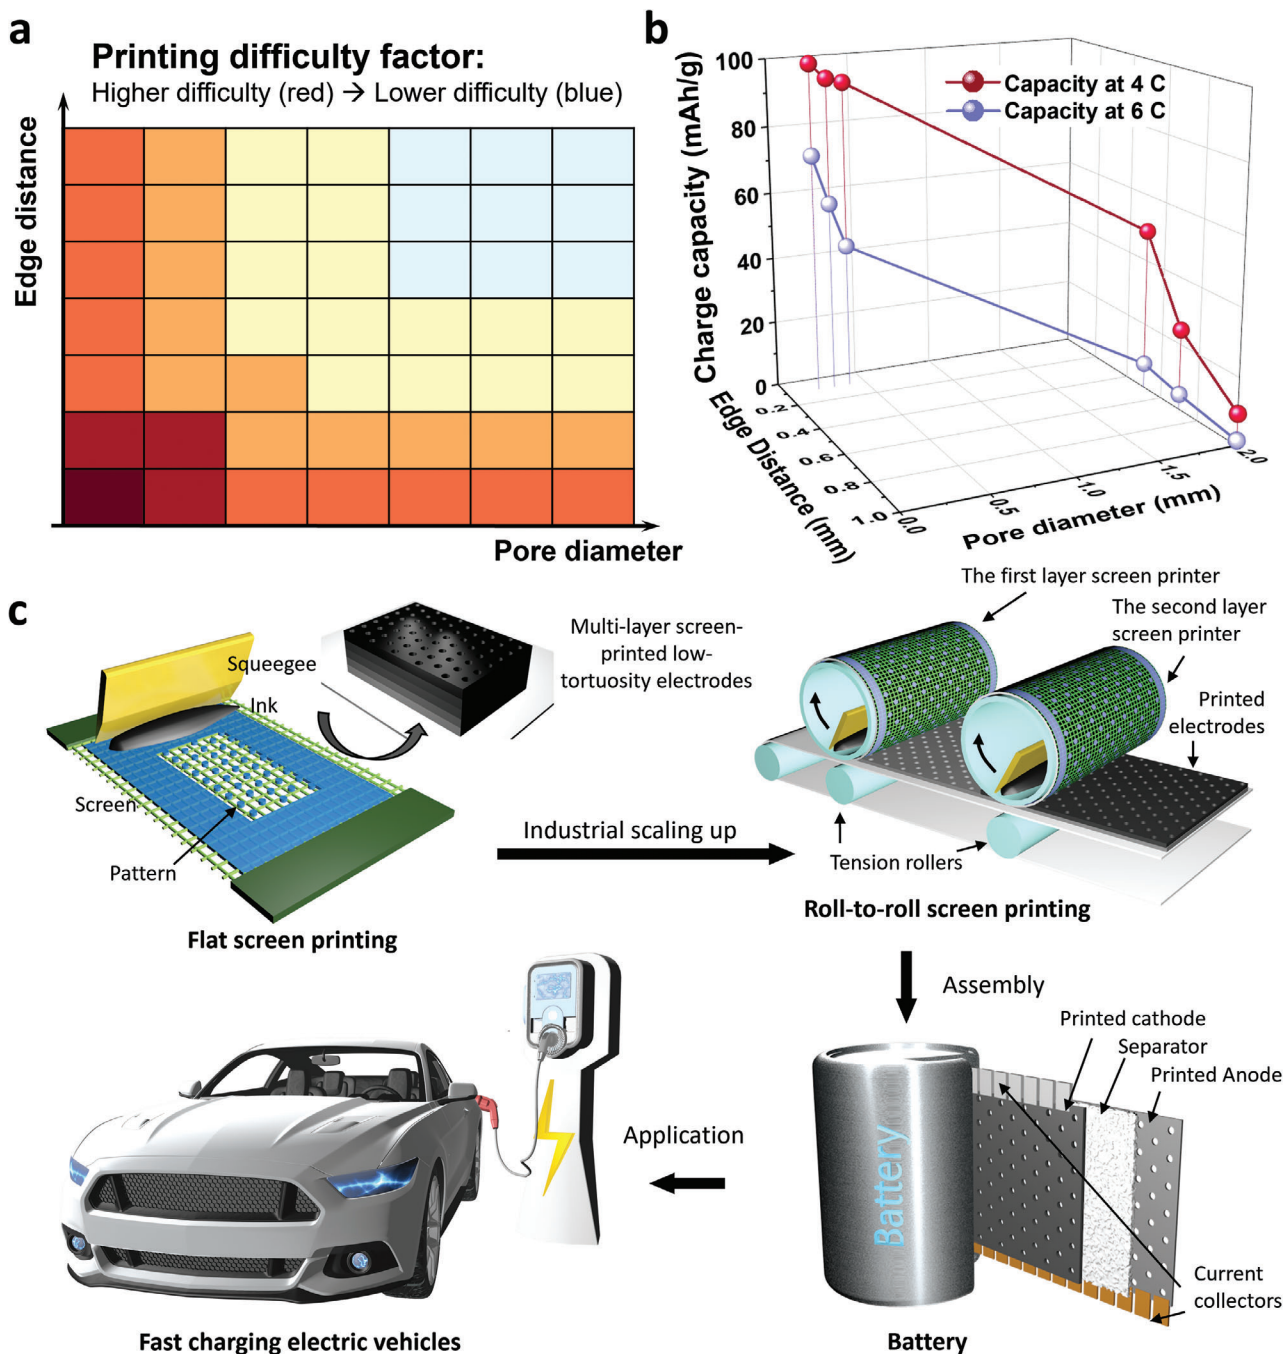 a
Printing difficulty factor:
Higher difficulty (red) → Lower difficulty (blue)
Edge distance
Pore diameter
b
Charge capacity (mAh/g)
100
80
60
40
20
0
Capacity at 4 C
Capacity at 6 C
0.2
0.4
0.6
0.8
1.0
Edge Distance (mm)
0.0
0.5
1.0
1.5
2.0
Pore diameter (mm)
c
Squeegee
Ink
Screen
Pattern
Flat screen printing
Multi-layer screen-
printed low-
tortuosity electrodes
Industrial scaling up
The first layer screen printer
The second layer
screen printer
Printed
electrodes
Tension rollers
Roll-to-roll screen printing
Assembly
Printed cathode
Separator
Printed Anode
Battery
Current
collectors
Battery
Application
Fast charging electric vehicles